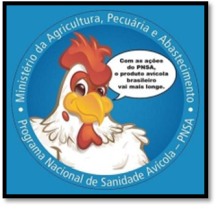 Ministério da Agricultura, Pecuária e Abastecimento
Com as ações
do PNSA,
o produto avícola
brasileiro
vai mais longe.
Programa Nacional de Sanidade Avícola – PNSA